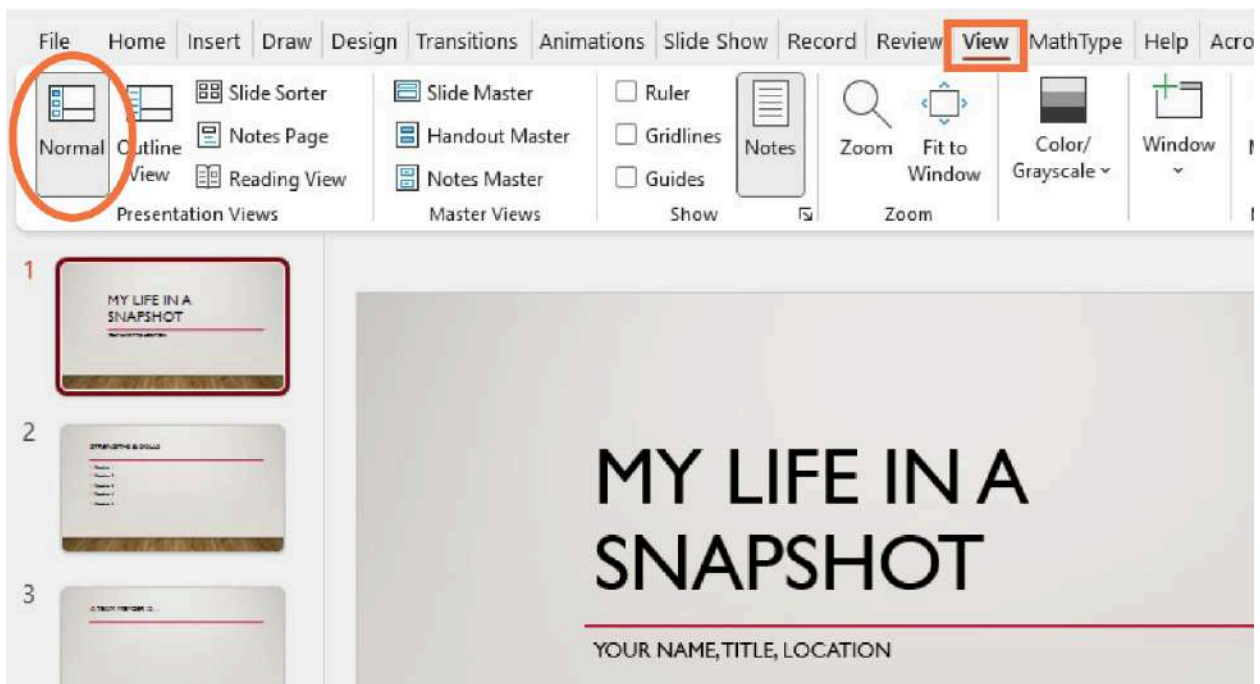 File Home Insert Draw Design Transitions Animations Slide Show Record Review View MathType Help Acro
Slide Sorter Slide Master Ruler
Normal Outline View Notes Page Handout Master Gridlines Notes Zoom Fit to Window Color/ Grayscale Window
Reading View Notes Master Guides
Presentation Views Master Views Show Zoom
1
MY LIFE IN A
SNAPSHOT
2
STRENGTHS & SKILLS
3
MY LIFE IN A
SNAPSHOT
YOUR NAME, TITLE, LOCATION